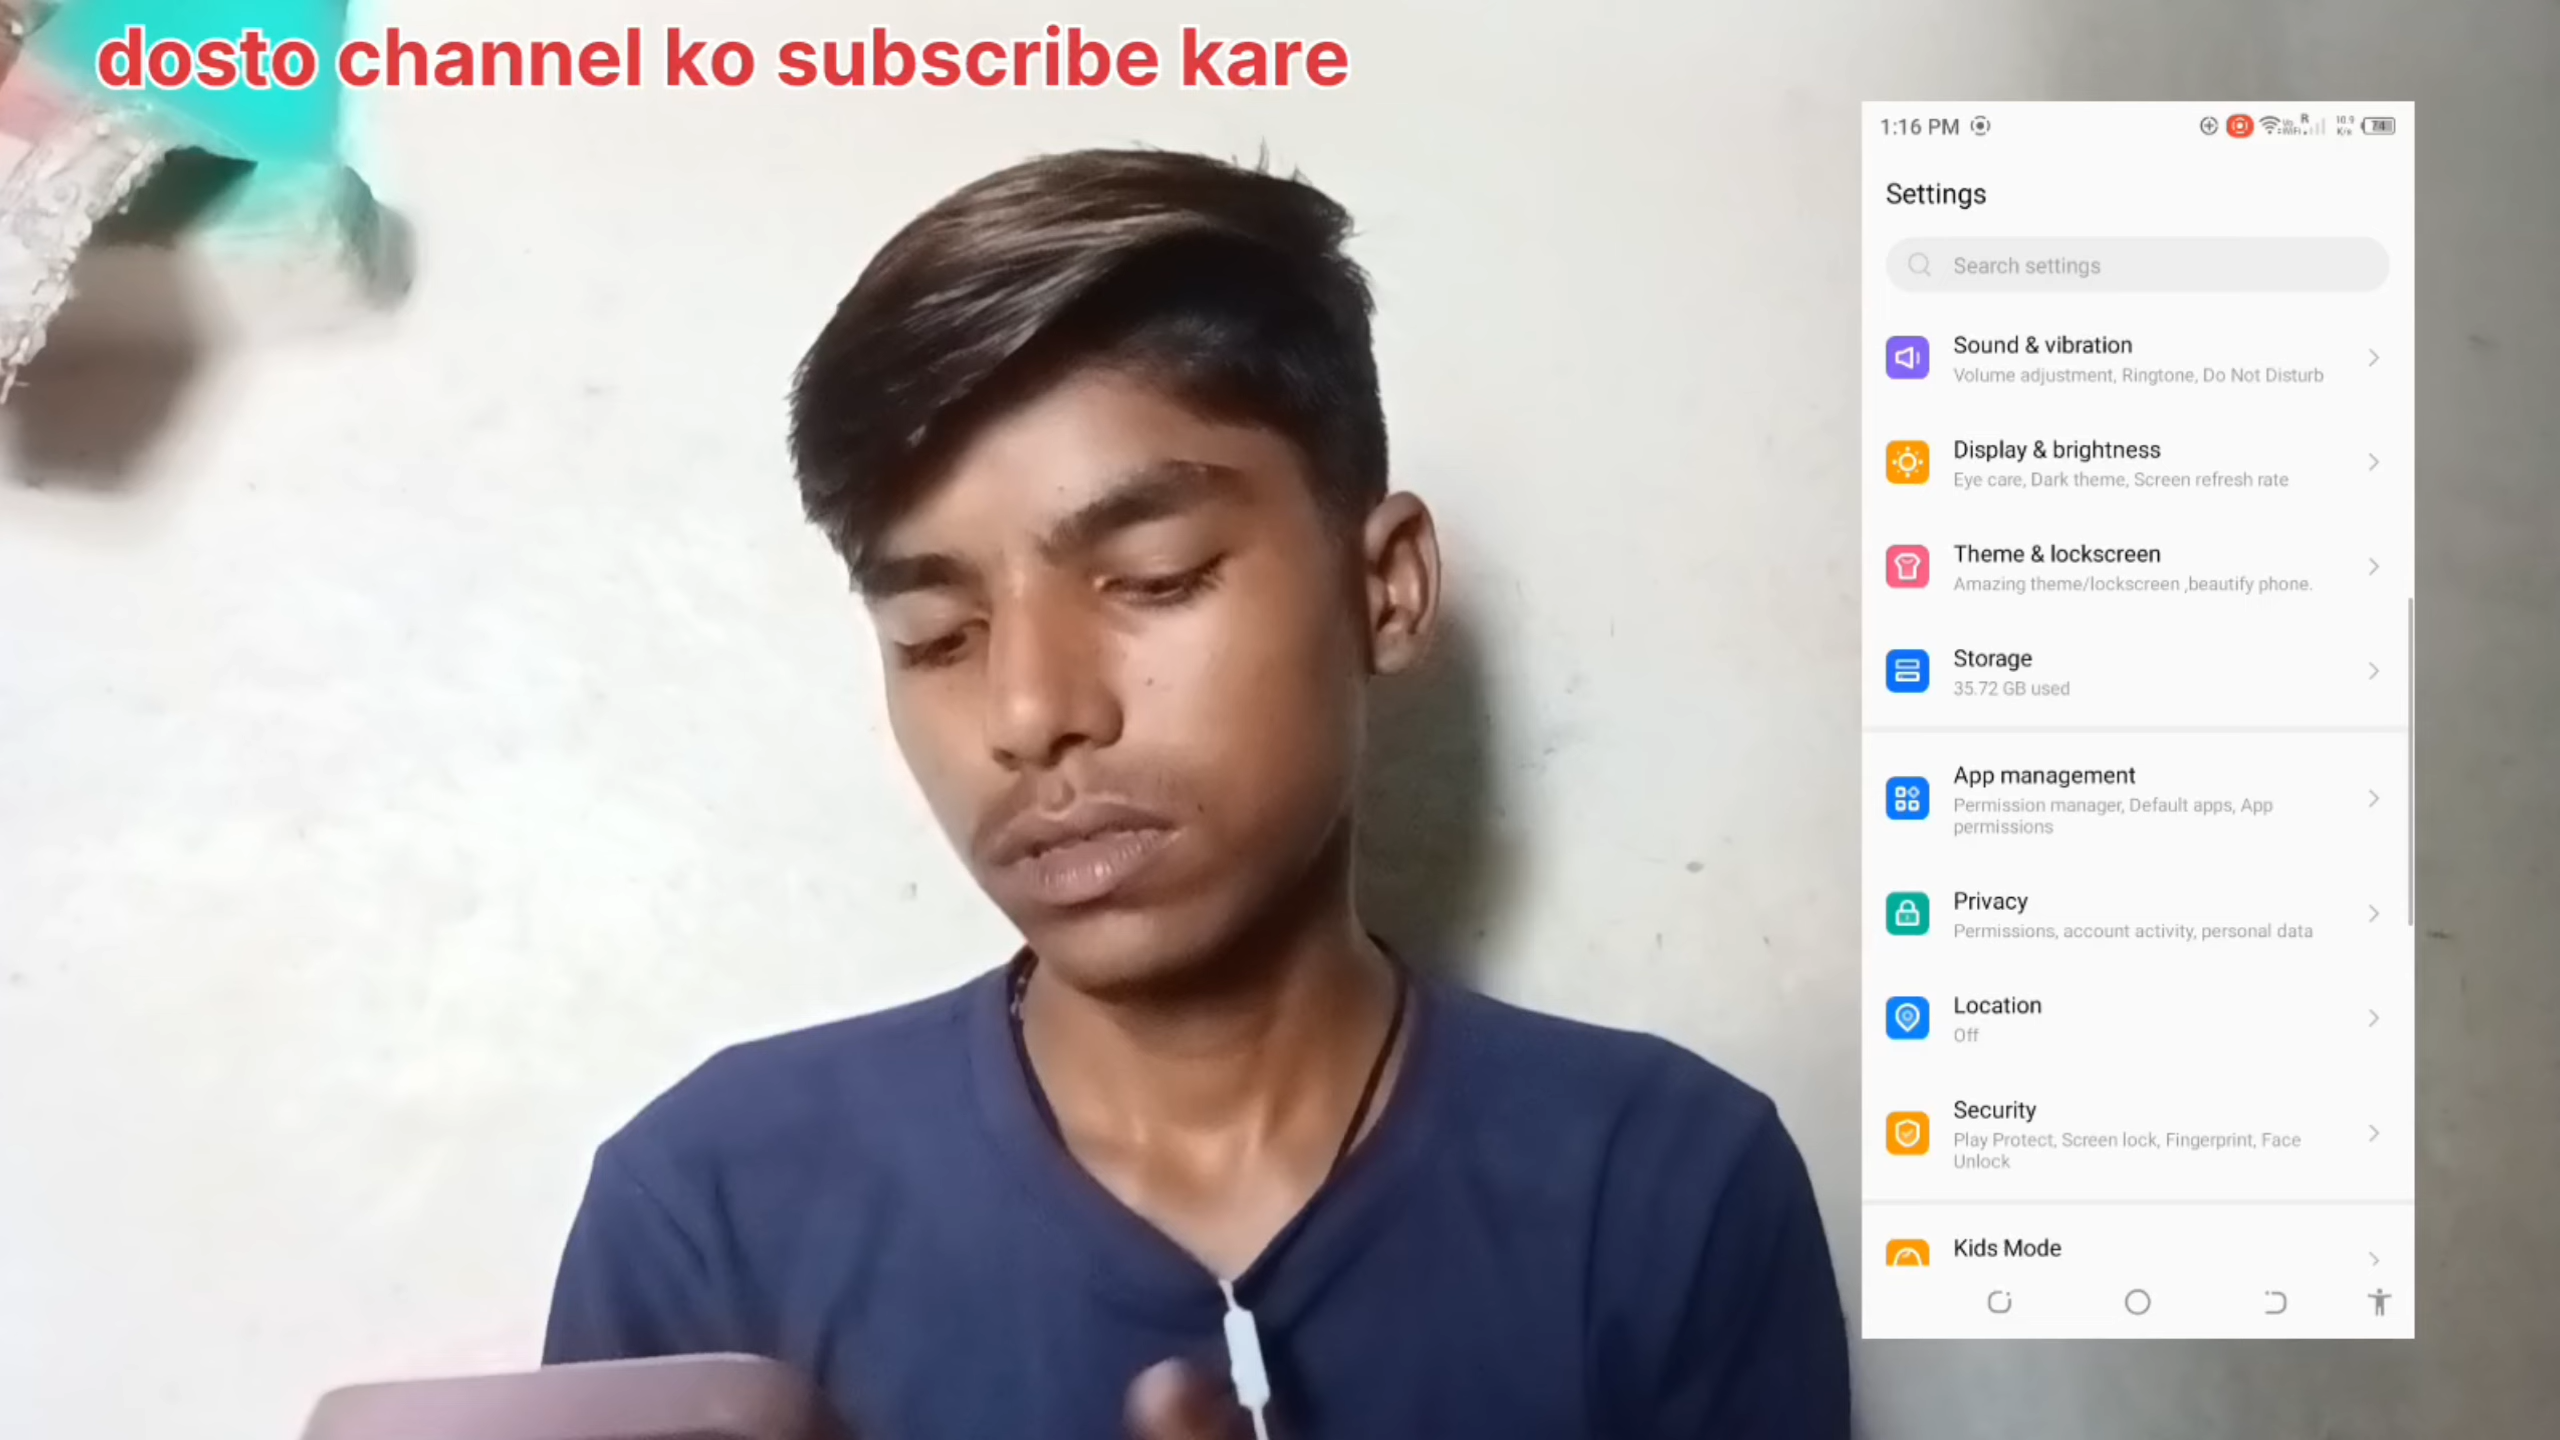 dosto channel ko subscribe kare
1:16 PM
Settings
Search settings
Sound & vibration
Volume adjustment, Ringtone, Do Not Disturb
Display & brightness
Eye care, Dark theme, Screen refresh rate
Theme & lockscreen
Amazing theme/lockscreen ,beautify phone.
Storage
35.72 GB used
App management
Permission manager, Default apps, App
permissions
Privacy
Permissions, account activity, personal data
Location
Off
Security
Play Protect, Screen lock, Fingerprint, Face
Unlock
Kids Mode